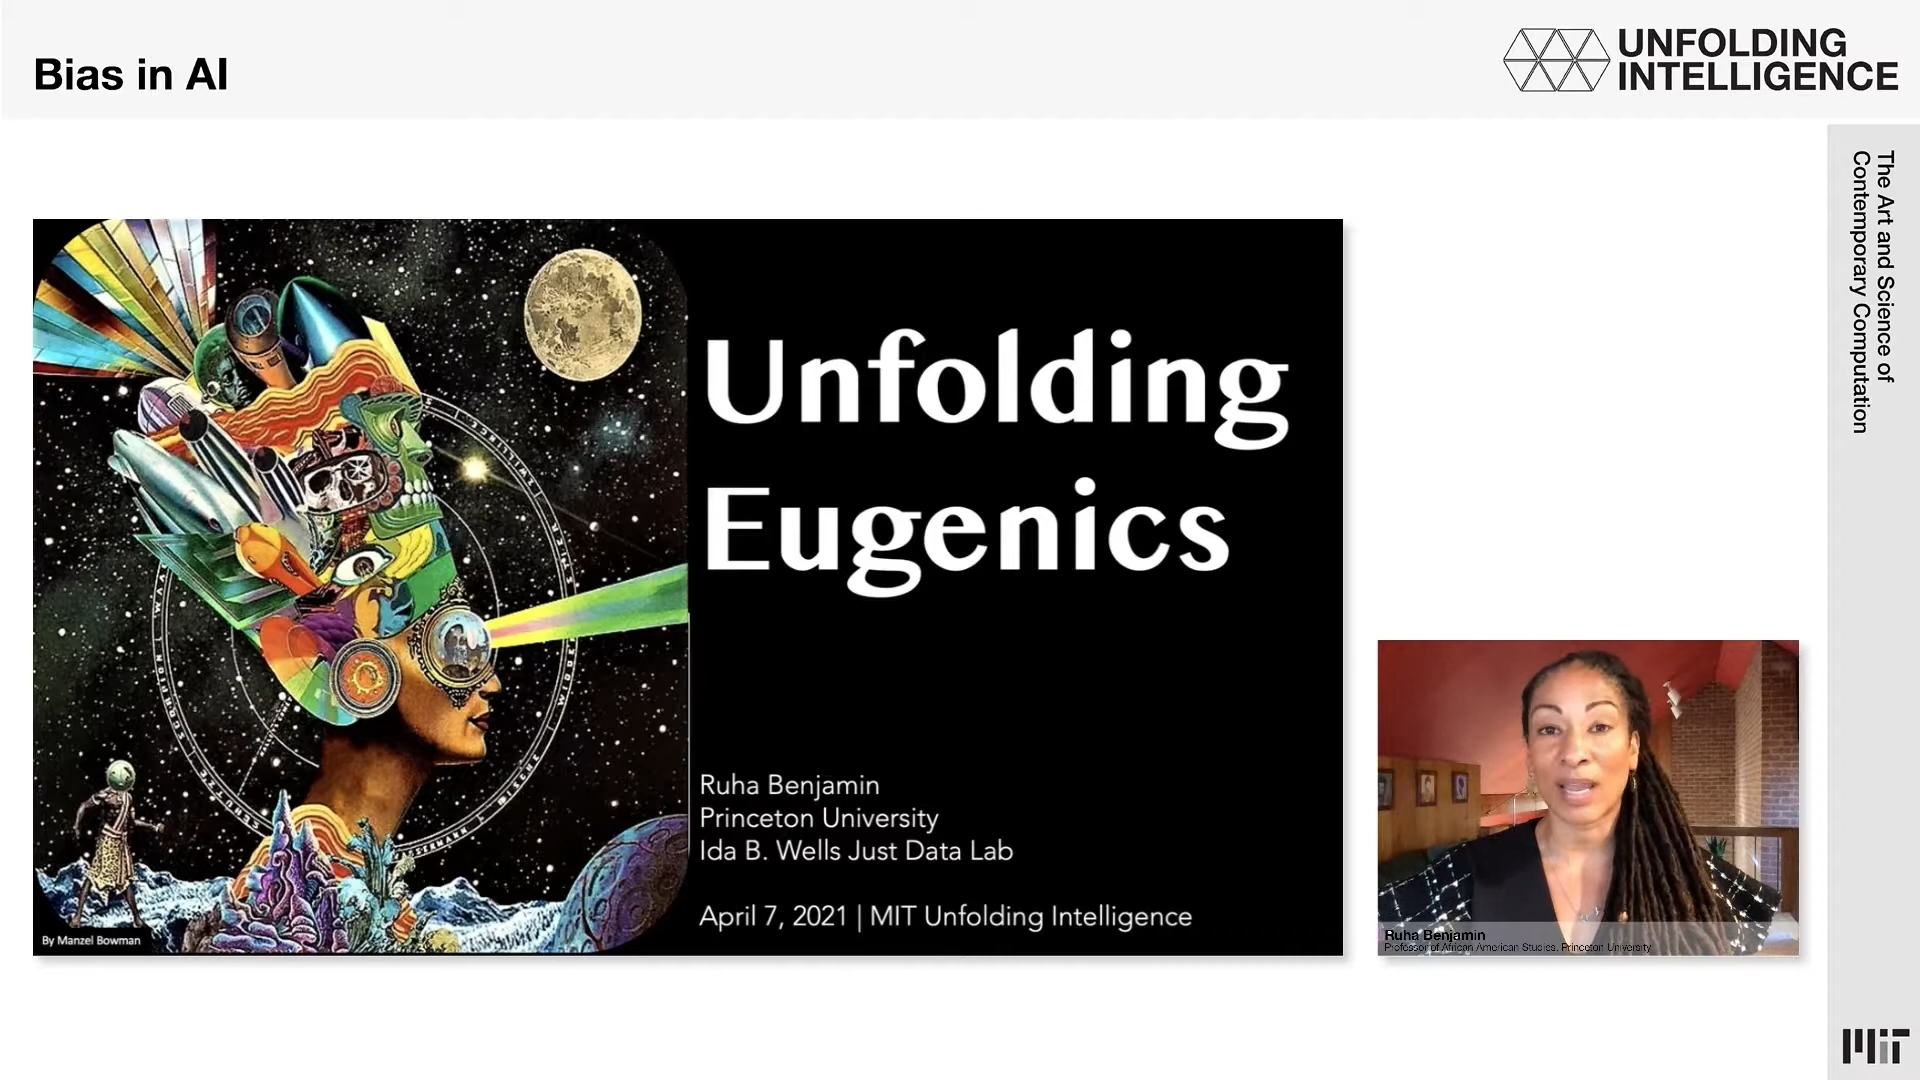 Bias in AI
UNFOLDING
INTELLIGENCE
The Art and Science of
Contemporary Computation
Unfolding
Eugenics
Ruha Benjamin
Princeton University
Ida B. Wells Just Data Lab
April 7, 2021 | MIT Unfolding Intelligence
By Manzel Bowman
Ruha Benjamin
Professor of African American Studies, Princeton University
MIT